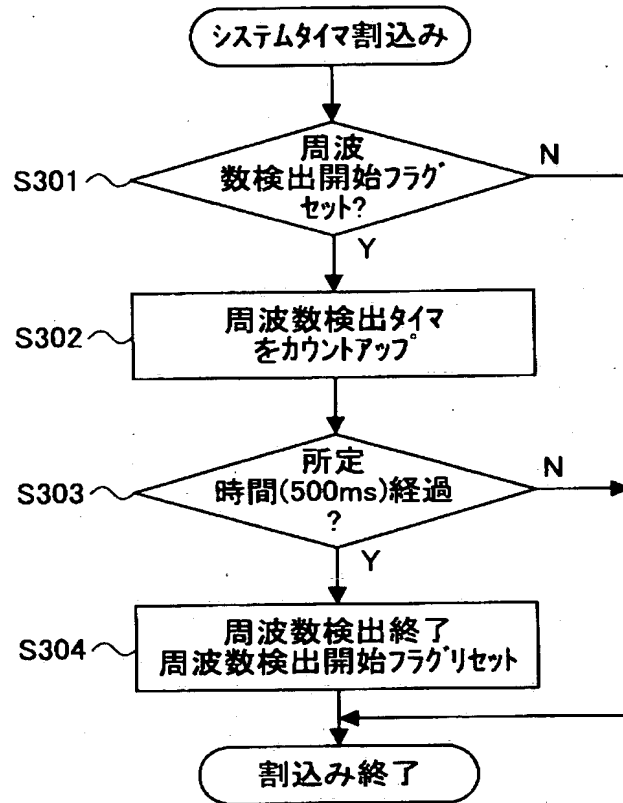 システムタイマ割込み
周波
数検出開始フラグ
セット?
N
S301
Y
S302
周波数検出タイマ
をカウントアップ
所定
時間(500ms)経過
?
N
S303
Y
S304
周波数検出終了
周波数検出開始フラグリセット
割込み終了